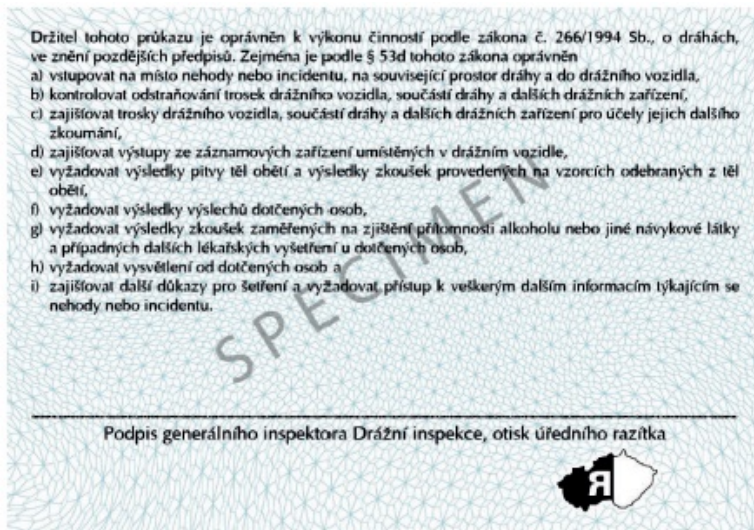 Držitel tohoto průkazu je oprávněn k výkonu činností podle zákona č. 266/1994 Sb., o dráhách,
ve znění pozdějších předpisů. Zejména je podle § 53d tohoto zákona oprávněn
a) vstupovat na místo nehody nebo incidentu, na související prostor dráhy a do drážního vozidla,
b) kontrolovat odstraňování trosek drážního vozidla, součástí dráhy a dalších drážních zařízení,
c) zajišťovat trosky drážního vozidla, součástí dráhy a dalších drážních zařízení pro účely jejich dalšího
zkoumání,
d) zajišťovat výstupy ze záznamových zařízení umístěných v drážním vozidle,
e) vyžadovat výsledky pitvy těl obětí a výsledky zkoušek provedených na vzorcích odebraných z těl
obětí,
f) vyžadovat výsledky výslechů dotčených osob,
g) vyžadovat výsledky zkoušek zaměřených na zjištění přítomnosti alkoholu nebo jiné návykové látky
a případných dalších lékařských vyšetření u dotčených osob,
h) vyžadovat vysvětlení od dotčených osob a
i) zajišťovat další důkazy pro šetření a vyžadovat přístup k veškerým dalším informacím týkajícím se
nehody nebo incidentu.
SPECIMEN
Podpis generálního inspektora Drážní inspekce, otisk úředního razítka